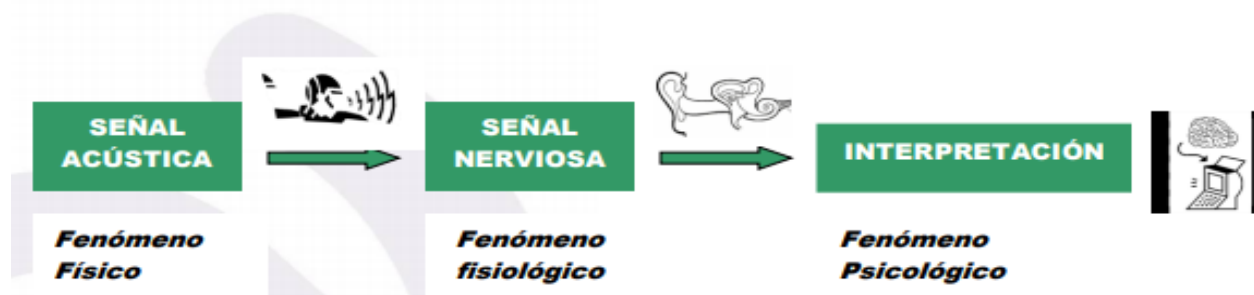 SEÑAL
ACÚSTICA
SEÑAL
NERVIOSA
INTERPRETACIÓN
Fenómeno
Físico
Fenómeno
fisiológico
Fenómeno
Psicológico